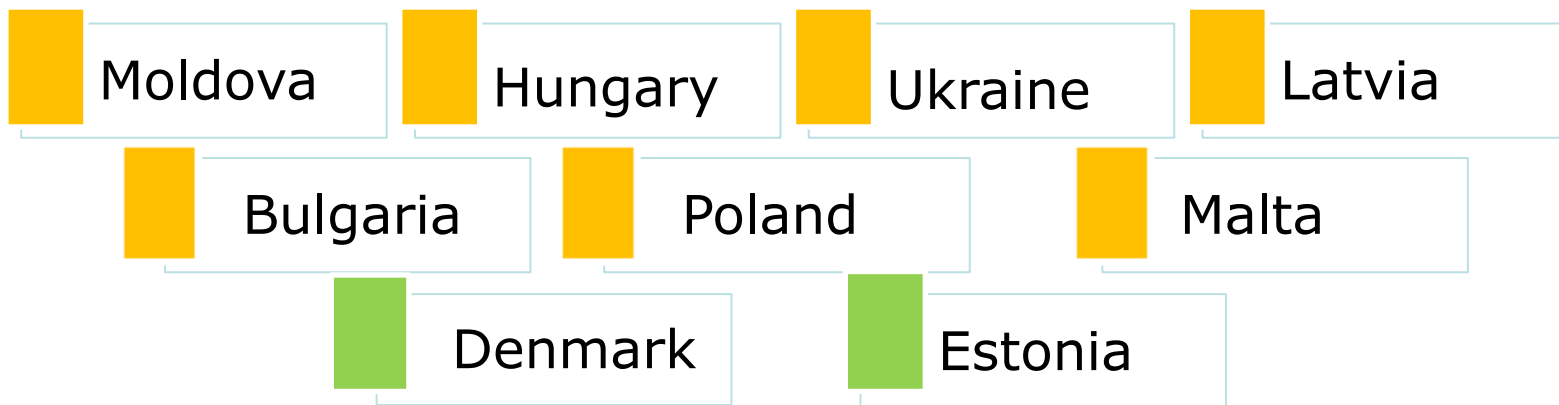 Moldova
Hungary
Ukraine
Latvia
Bulgaria
Poland
Malta
Denmark
Estonia